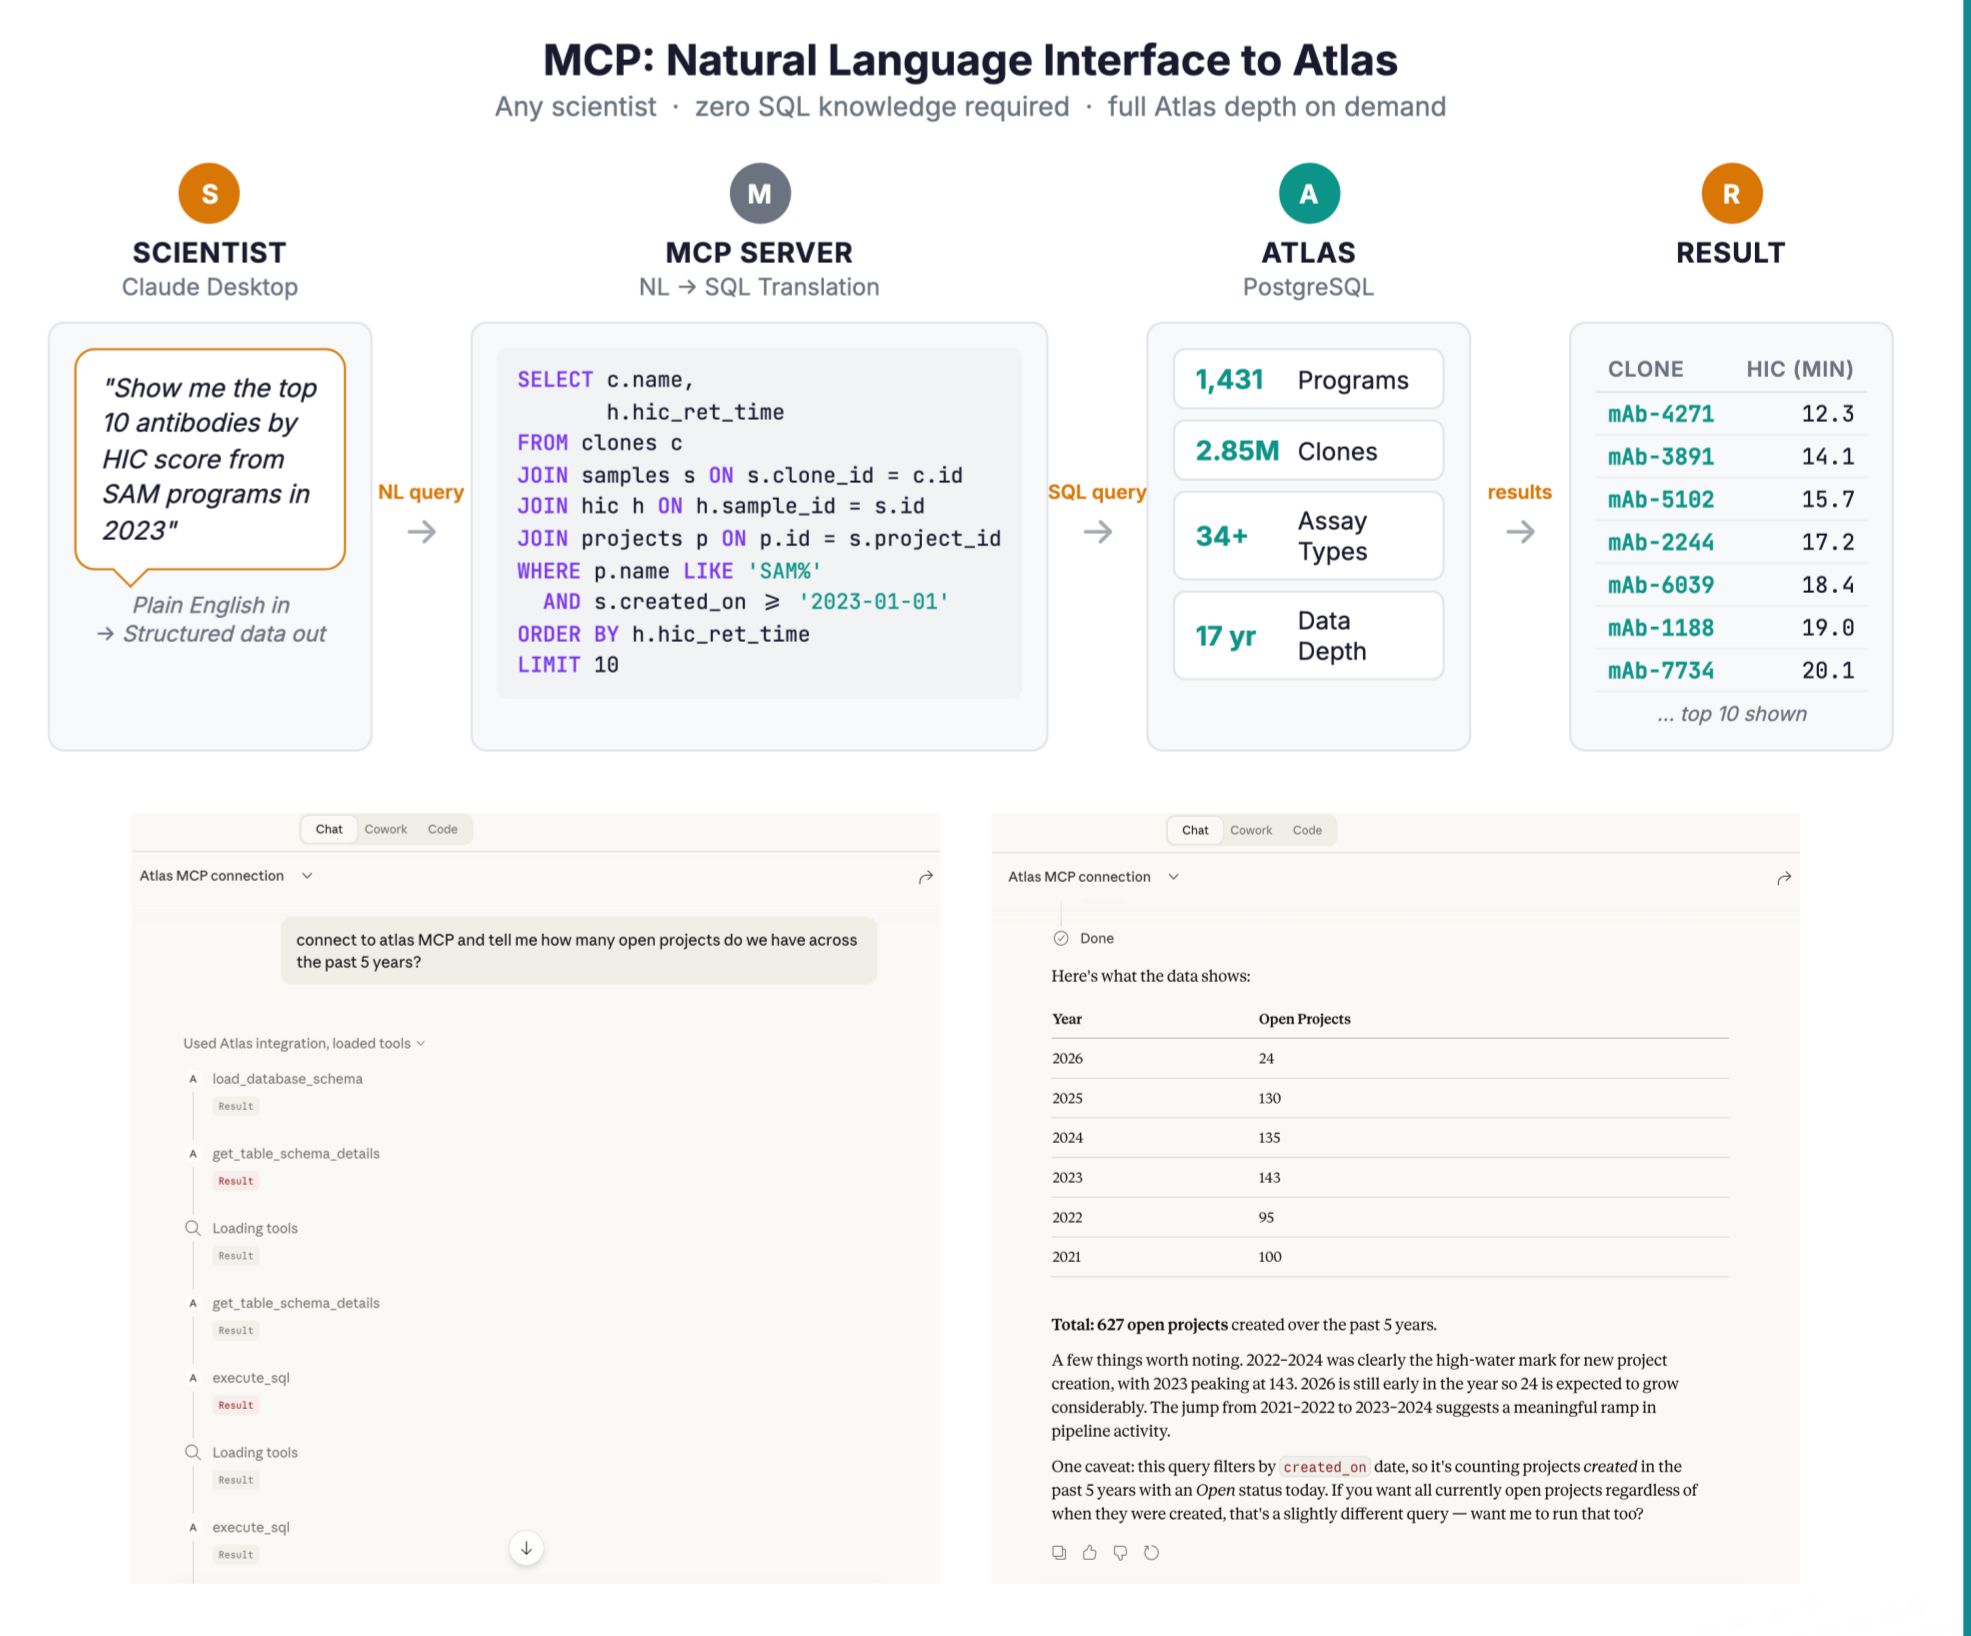 MCP: Natural Language Interface to Atlas
Any scientist · zero SQL knowledge required · full Atlas depth on demand
S
SCIENTIST
Claude Desktop
"Show me the top
10 antibodies by
HIC score from
SAM programs in
2023"
Plain English in
→ Structured data out
NL query
→
M
MCP SERVER
NL → SQL Translation
SELECT c.name,
h.hic_ret_time
FROM clones c
JOIN samples s ON s.clone_id = c.id
JOIN hic h ON h.sample_id = s.id
JOIN projects p ON p.id = s.project_id
WHERE p.name LIKE 'SAM%'
AND s.created_on ⩾ '2023-01-01'
ORDER BY h.hic_ret_time
LIMIT 10
SQL query
→
A
ATLAS
PostgreSQL
1,431 Programs
2.85M Clones
34+ Assay
Types
17 yr Data
Depth
results
→
R
RESULT
CLONE HIC (MIN)
mAb-4271 12.3
mAb-3891 14.1
mAb-5102 15.7
mAb-2244 17.2
mAb-6039 18.4
mAb-1188 19.0
mAb-7734 20.1
... top 10 shown
Chat Cowork Code
Atlas MCP connection
connect to atlas MCP and tell me how many open projects do we have across
the past 5 years?
Used Atlas integration, loaded tools
A load_database_schema
Result
A get_table_schema_details
Result
Loading tools
Result
A get_table_schema_details
Result
A execute_sql
Result
Loading tools
Result
A execute_sql
Result
Chat Cowork Code
Atlas MCP connection
Done
Here's what the data shows:
Year Open Projects
2026 24
2025 130
2024 135
2023 143
2022 95
2021 100
Total: 627 open projects created over the past 5 years.
A few things worth noting. 2022–2024 was clearly the high-water mark for new project
creation, with 2023 peaking at 143. 2026 is still early in the year so 24 is expected to grow
considerably. The jump from 2021–2022 to 2023–2024 suggests a meaningful ramp in
pipeline activity.
One caveat: this query filters by created_on date, so it's counting projects created in the
past 5 years with an Open status today. If you want all currently open projects regardless of
when they were created, that's a slightly different query — want me to run that too?